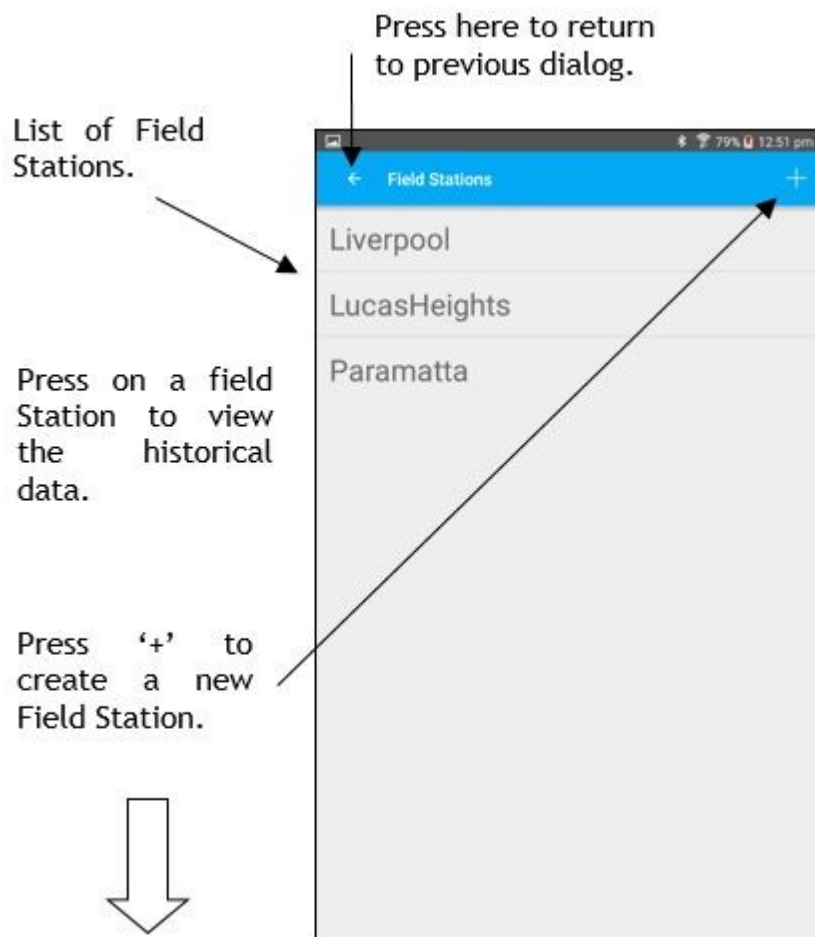 Press here to return
to previous dialog.
List of Field
Stations.
79% 12:51 pm
Field Stations
Liverpool
LucasHeights
Paramatta
Press on a field
Station to view
the historical
data.
Press ‘+’ to
create a new
Field Station.